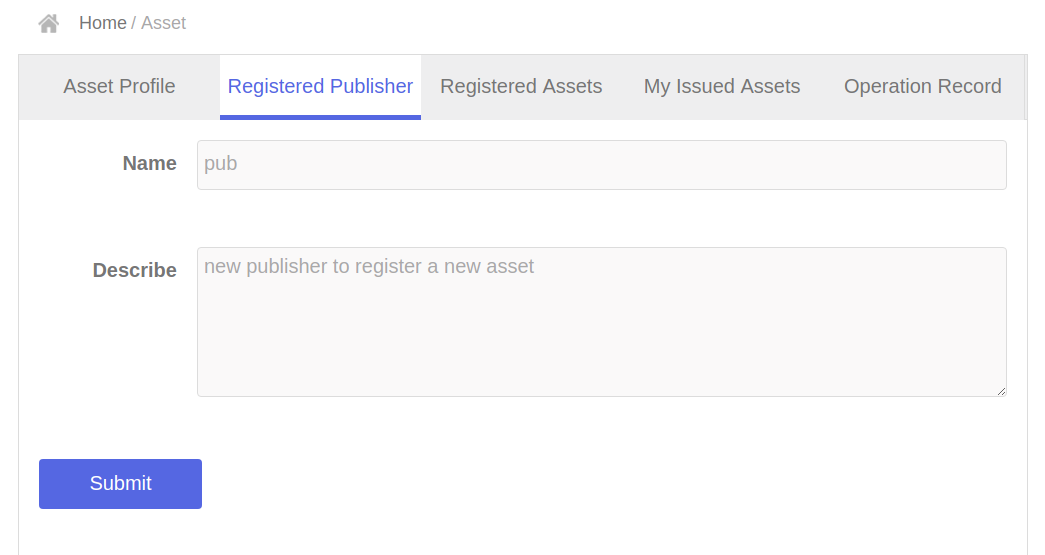 Home / Asset
Asset Profile Registered Publisher Registered Assets My Issued Assets Operation Record
Name pub
Describe new publisher to register a new asset
Submit